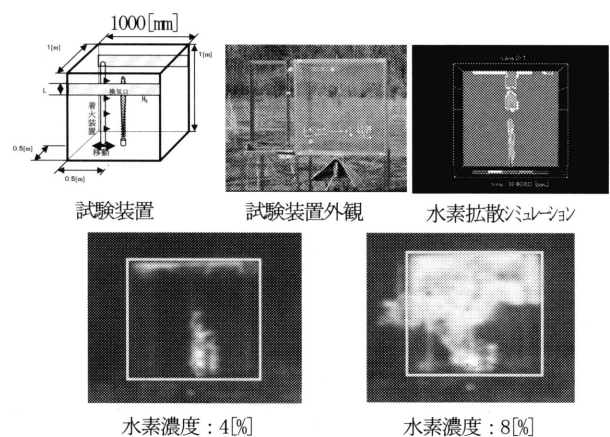 1000[mm]
1[m]
1[m]
L
換気口
H₂
着火装置
移動
0.5[m]
0.5[m]
試験装置
試験装置外観
水素拡散シミュレーション
水素濃度：4[%]
水素濃度：8[%]